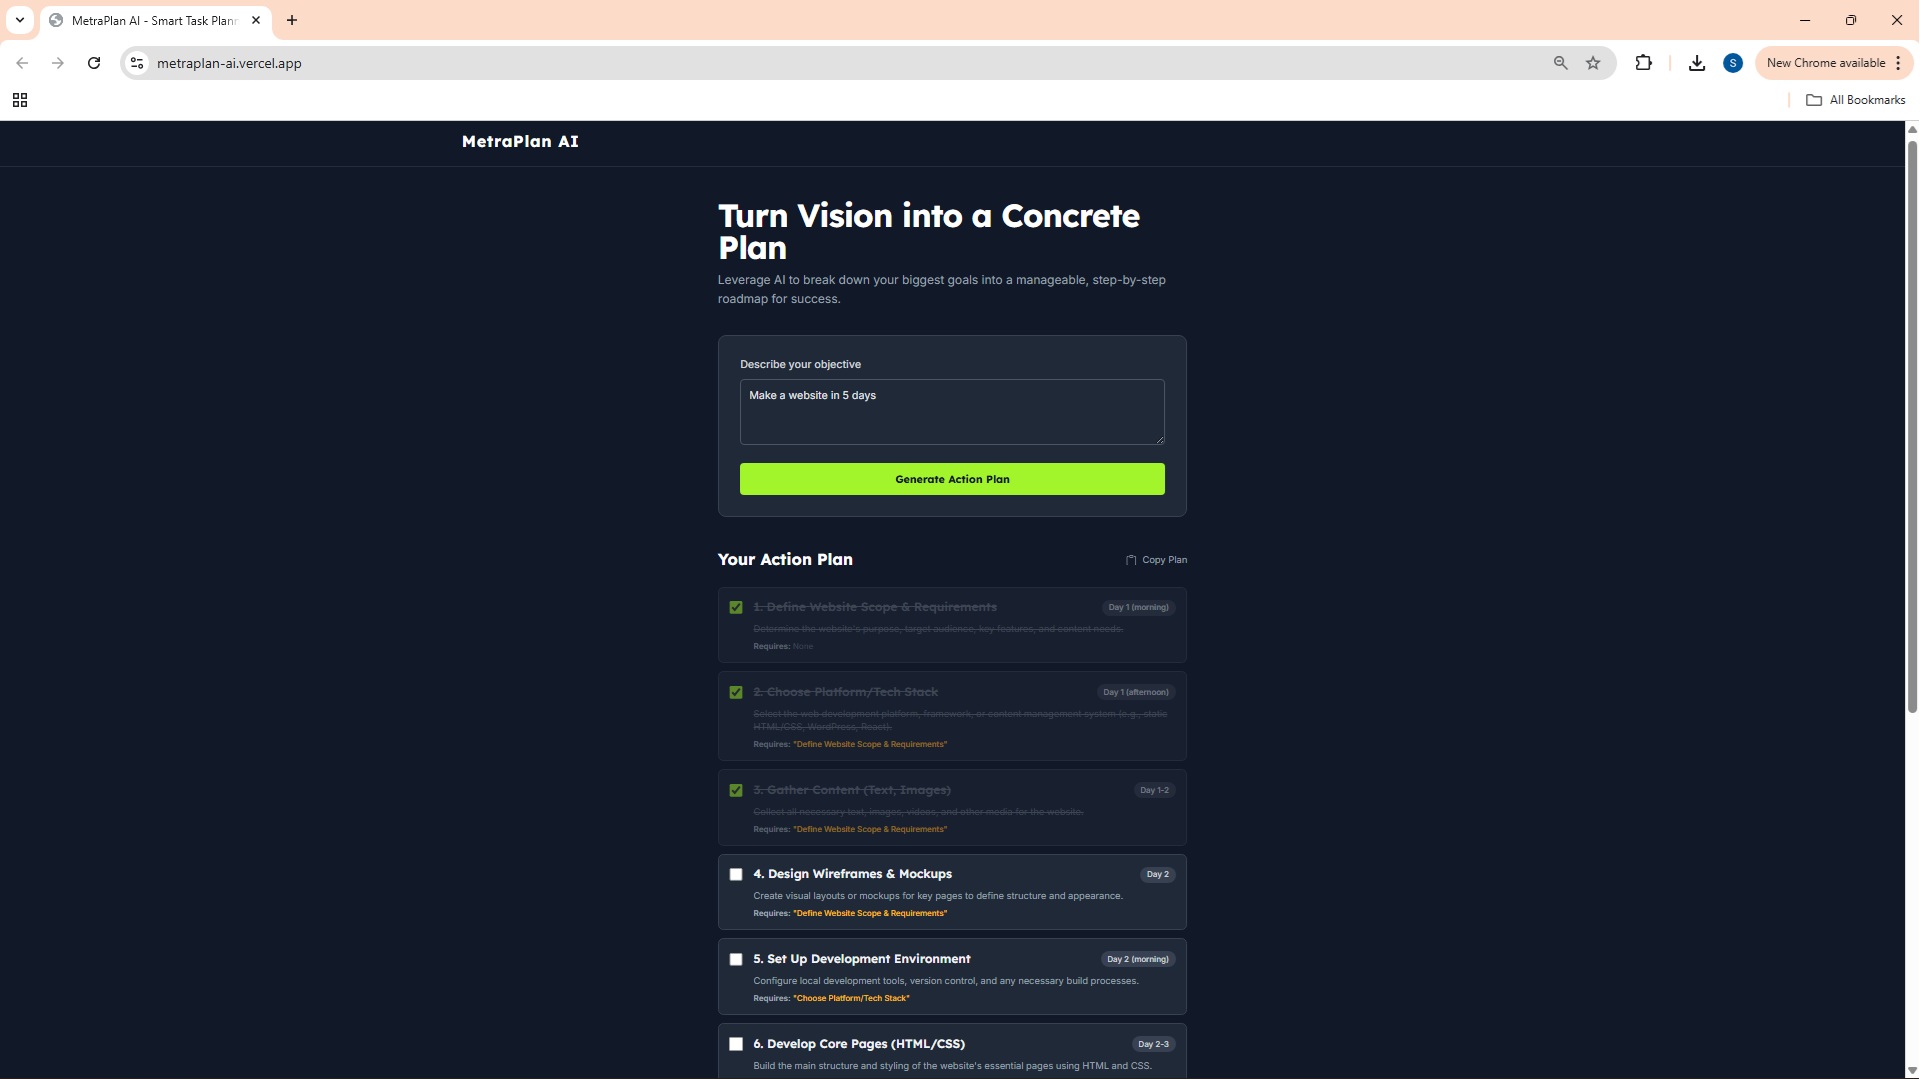 MetraPlan AI - Smart Task Plann
metraplan-ai.vercel.app
S
New Chrome available
All Bookmarks
MetraPlan AI
Turn Vision into a Concrete
Plan
Leverage AI to break down your biggest goals into a manageable, step-by-step
roadmap for success.
Describe your objective
Make a website in 5 days
Generate Action Plan
Your Action Plan
Copy Plan
1. Define Website Scope & Requirements
Day 1 (morning)
Determine the website's purpose, target audience, key features, and content needs.
Requires: None
2. Choose Platform/Tech Stack
Day 1 (afternoon)
Select the web development platform, framework, or content management system (e.g., static
HTML/CSS, WordPress, React).
Requires: "Define Website Scope & Requirements"
3. Gather Content (Text, Images)
Day 1-2
Collect all necessary text, images, videos, and other media for the website.
Requires: "Define Website Scope & Requirements"
4. Design Wireframes & Mockups
Day 2
Create visual layouts or mockups for key pages to define structure and appearance.
Requires: "Define Website Scope & Requirements"
5. Set Up Development Environment
Day 2 (morning)
Configure local development tools, version control, and any necessary build processes.
Requires: "Choose Platform/Tech Stack"
6. Develop Core Pages (HTML/CSS)
Day 2-3
Build the main structure and styling of the website's essential pages using HTML and CSS.